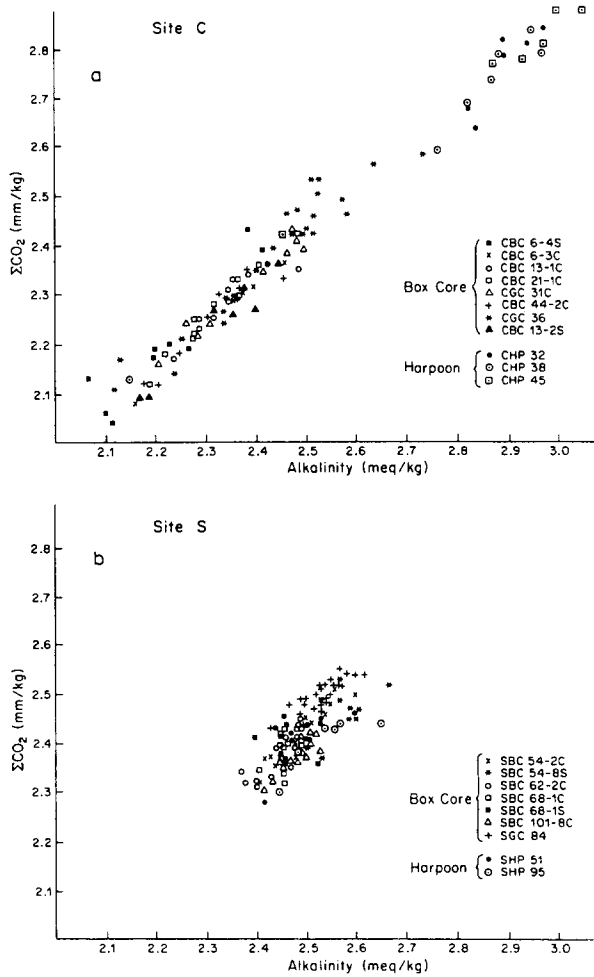 Site C
a
ΣCO₂ (mm/kg)
2.8
2.7
2.6
2.5
2.4
2.3
2.2
2.1
Box Core
CBC 6-4S
CBC 6-3C
CBC 13-1C
CBC 21-1C
CGC 31C
CBC 44-2C
CGC 36
CBC 13-2S
Harpoon
CHP 32
CHP 38
CHP 45
2.1 2.2 2.3 2.4 2.5 2.6 2.7 2.8 2.9 3.0
Alkalinity (meq/kg)
Site S
b
ΣCO₂ (mm/kg)
2.8
2.7
2.6
2.5
2.4
2.3
2.2
2.1
Box Core
SBC 54-2C
SBC 54-8S
SBC 62-2C
SBC 68-1C
SBC 68-1S
SBC 101-8C
SGC 84
Harpoon
SHP 51
SHP 95
2.1 2.2 2.3 2.4 2.5 2.6 2.7 2.8 2.9 3.0
Alkalinity (meq/kg)